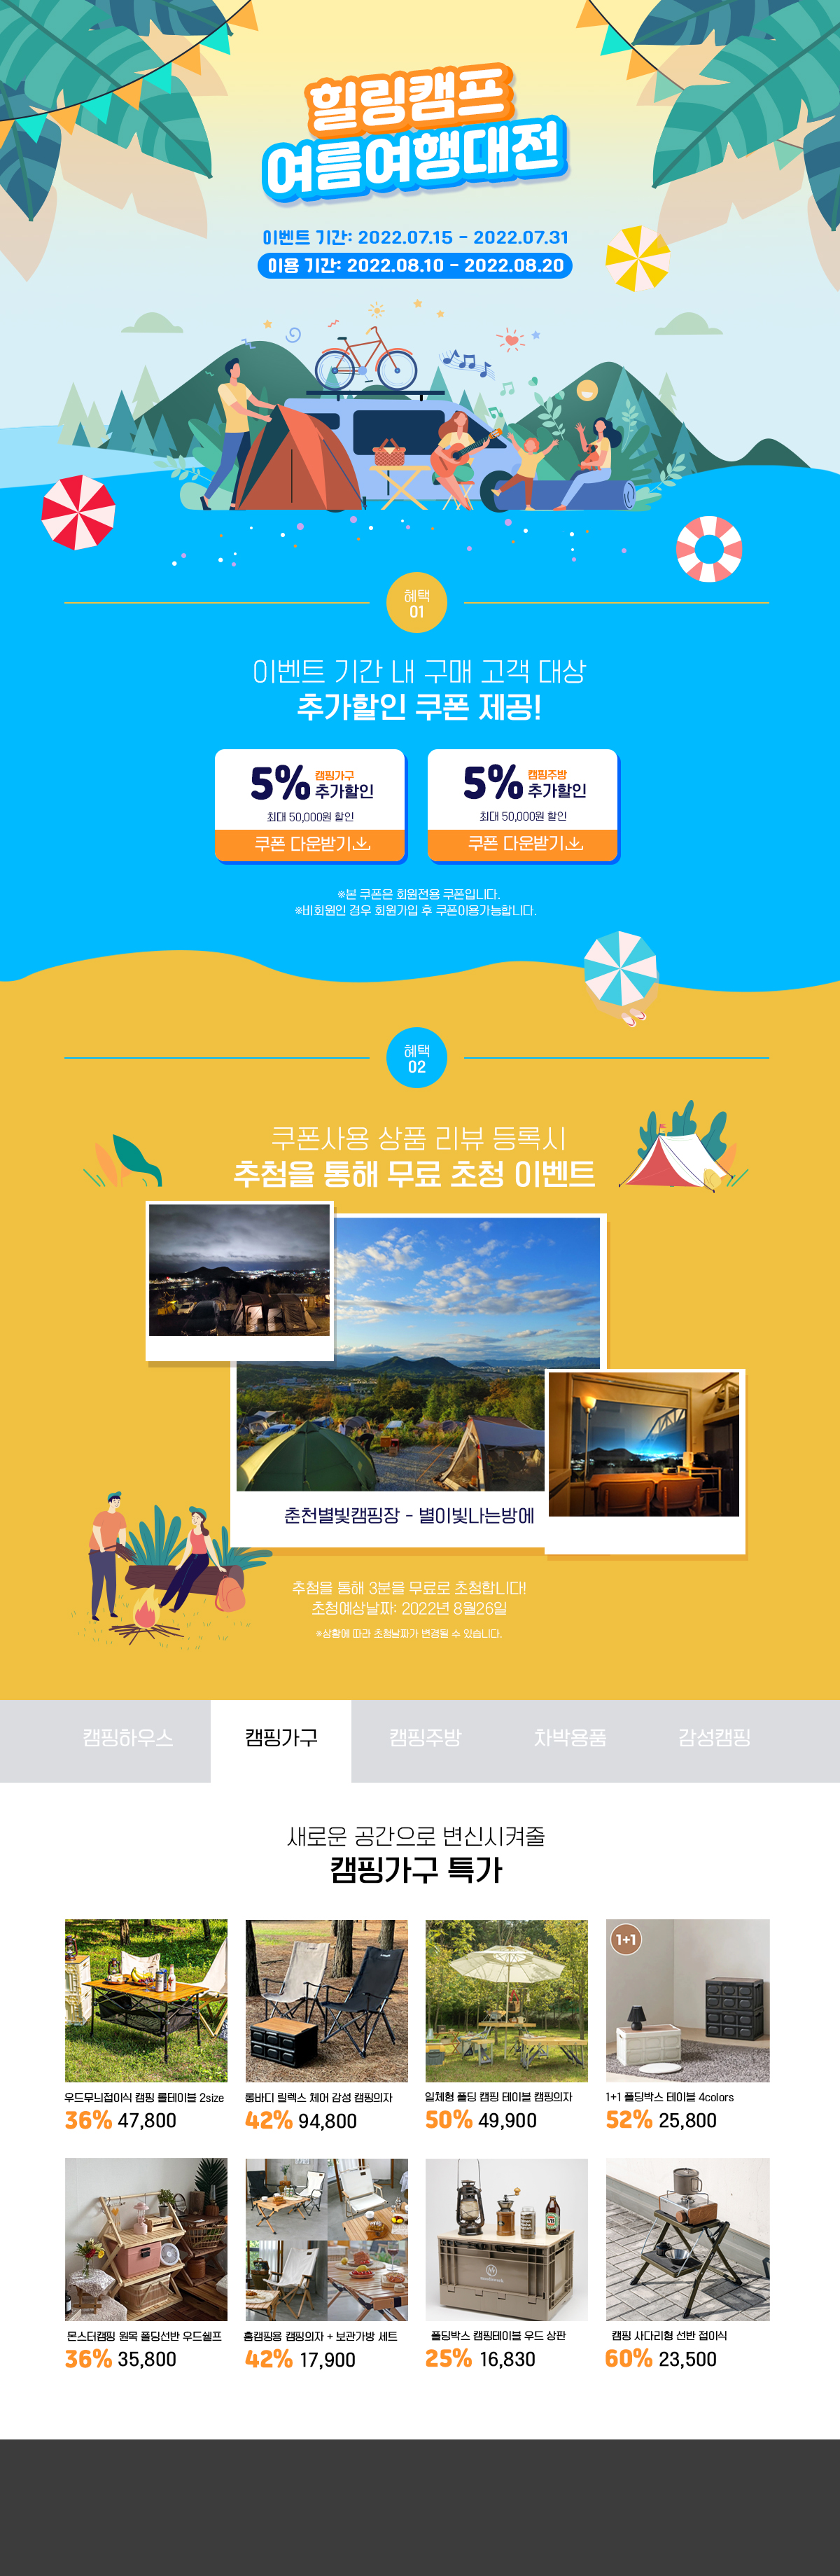 힐링캠프
여름여행대전
이벤트 기간: 2022.07.15 - 2022.07.31
이용 기간: 2022.08.10 - 2022.08.20
혜택
01
이벤트 기간 내 구매 고객 대상
추가할인 쿠폰 제공!
5% 캠핑가구
추가할인
최대 50,000원 할인
쿠폰 다운받기
5% 캠핑주방
추가할인
최대 50,000원 할인
쿠폰 다운받기
※본 쿠폰은 회원전용 쿠폰입니다.
※비회원인 경우 회원가입 후 쿠폰이용가능합니다.
혜택
02
쿠폰사용 상품 리뷰 등록시
추첨을 통해 무료 초청 이벤트
춘천별빛캠핑장 - 별이빛나는방에
추첨을 통해 3분을 무료로 초청합니다!
초청예상날짜: 2022년 8월26일
※상황에 따라 초청날짜가 변경될 수 있습니다.
캠핑하우스
캠핑가구
캠핑주방
차박용품
감성캠핑
새로운 공간으로 변신시켜줄
캠핑가구 특가
1+1
우드무늬접이식 캠핑 롤테이블 2size
36% 47,800
롬바디 릴렉스 체어 감성 캠핑의자
42% 94,800
일체형 폴딩 캠핑 테이블 캠핑의자
50% 49,900
1+1 폴딩박스 테이블 4colors
52% 25,800
몬스터캠핑 원목 폴딩선반 우드쉘프
36% 35,800
홈캠핑용 캠핑의자 + 보관가방 세트
42% 17,900
폴딩박스 캠핑테이블 우드 상판
25% 16,830
캠핑 사다리형 선반 접이식
60% 23,500